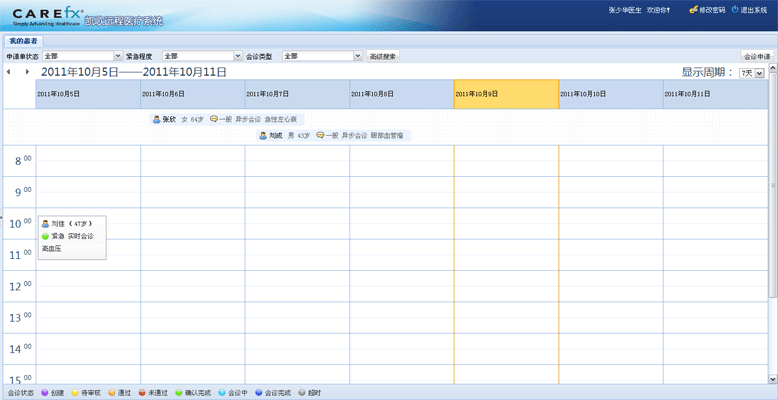 CAREfx
Simply Advancing Healthcare 凯威远程医疗系统
张少华医生 欢迎你! 修改密码 退出系统
我的患者
申请单状态 全部 紧急程度 全部 会诊类型 全部 高级搜索 会诊申请
2011年10月5日——2011年10月11日 显示周期： 7天
2011年10月5日 2011年10月6日 2011年10月7日 2011年10月8日 2011年10月9日 2011年10月10日 2011年10月11日
张欣 女 64岁 一般 异步会诊 急性左心衰
刘成 男 43岁 一般 异步会诊 眼部血管瘤
8 00
9 00
10 00
刘佳 (47岁)
紧急 实时会诊
高血压
11 00
12 00
13 00
14 00
15 00
会诊状态 创建 待审核 通过 未通过 确认完成 会诊中 会诊完成 超时